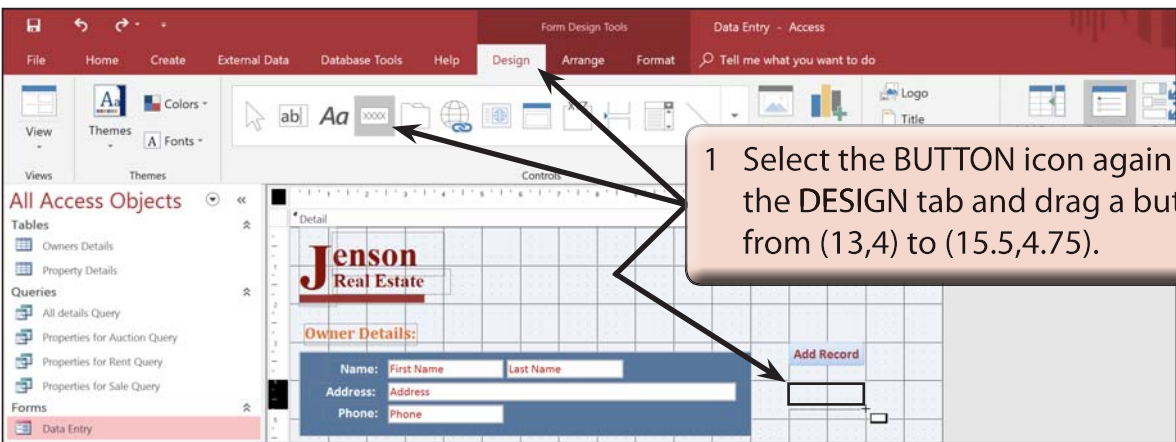 Form Design Tools
Data Entry - Access
File Home Create External Data Database Tools Help Design Arrange Format Tell me what you want to do
View
Themes
Colors
Fonts
Logo
Title
Views Themes Controls
1 Select the BUTTON icon again
the DESIGN tab and drag a but
from (13,4) to (15.5,4.75).
All Access Objects
Tables
Owners Details
Property Details
Queries
All details Query
Properties for Auction Query
Properties for Rent Query
Properties for Sale Query
Forms
Data Entry
Detail
Jenson
Real Estate
Owner Details:
Name: First Name Last Name
Address: Address
Phone: Phone
Add Record